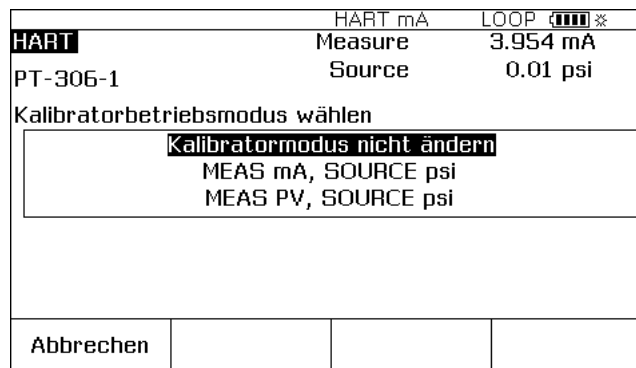 HART mA LOOP
HART Measure 3.954 mA
PT-306-1 Source 0.01 psi
Kalibratorbetriebsmodus wählen
Kalibratormodus nicht ändern
MEAS mA, SOURCE psi
MEAS PV, SOURCE psi
Abbrechen